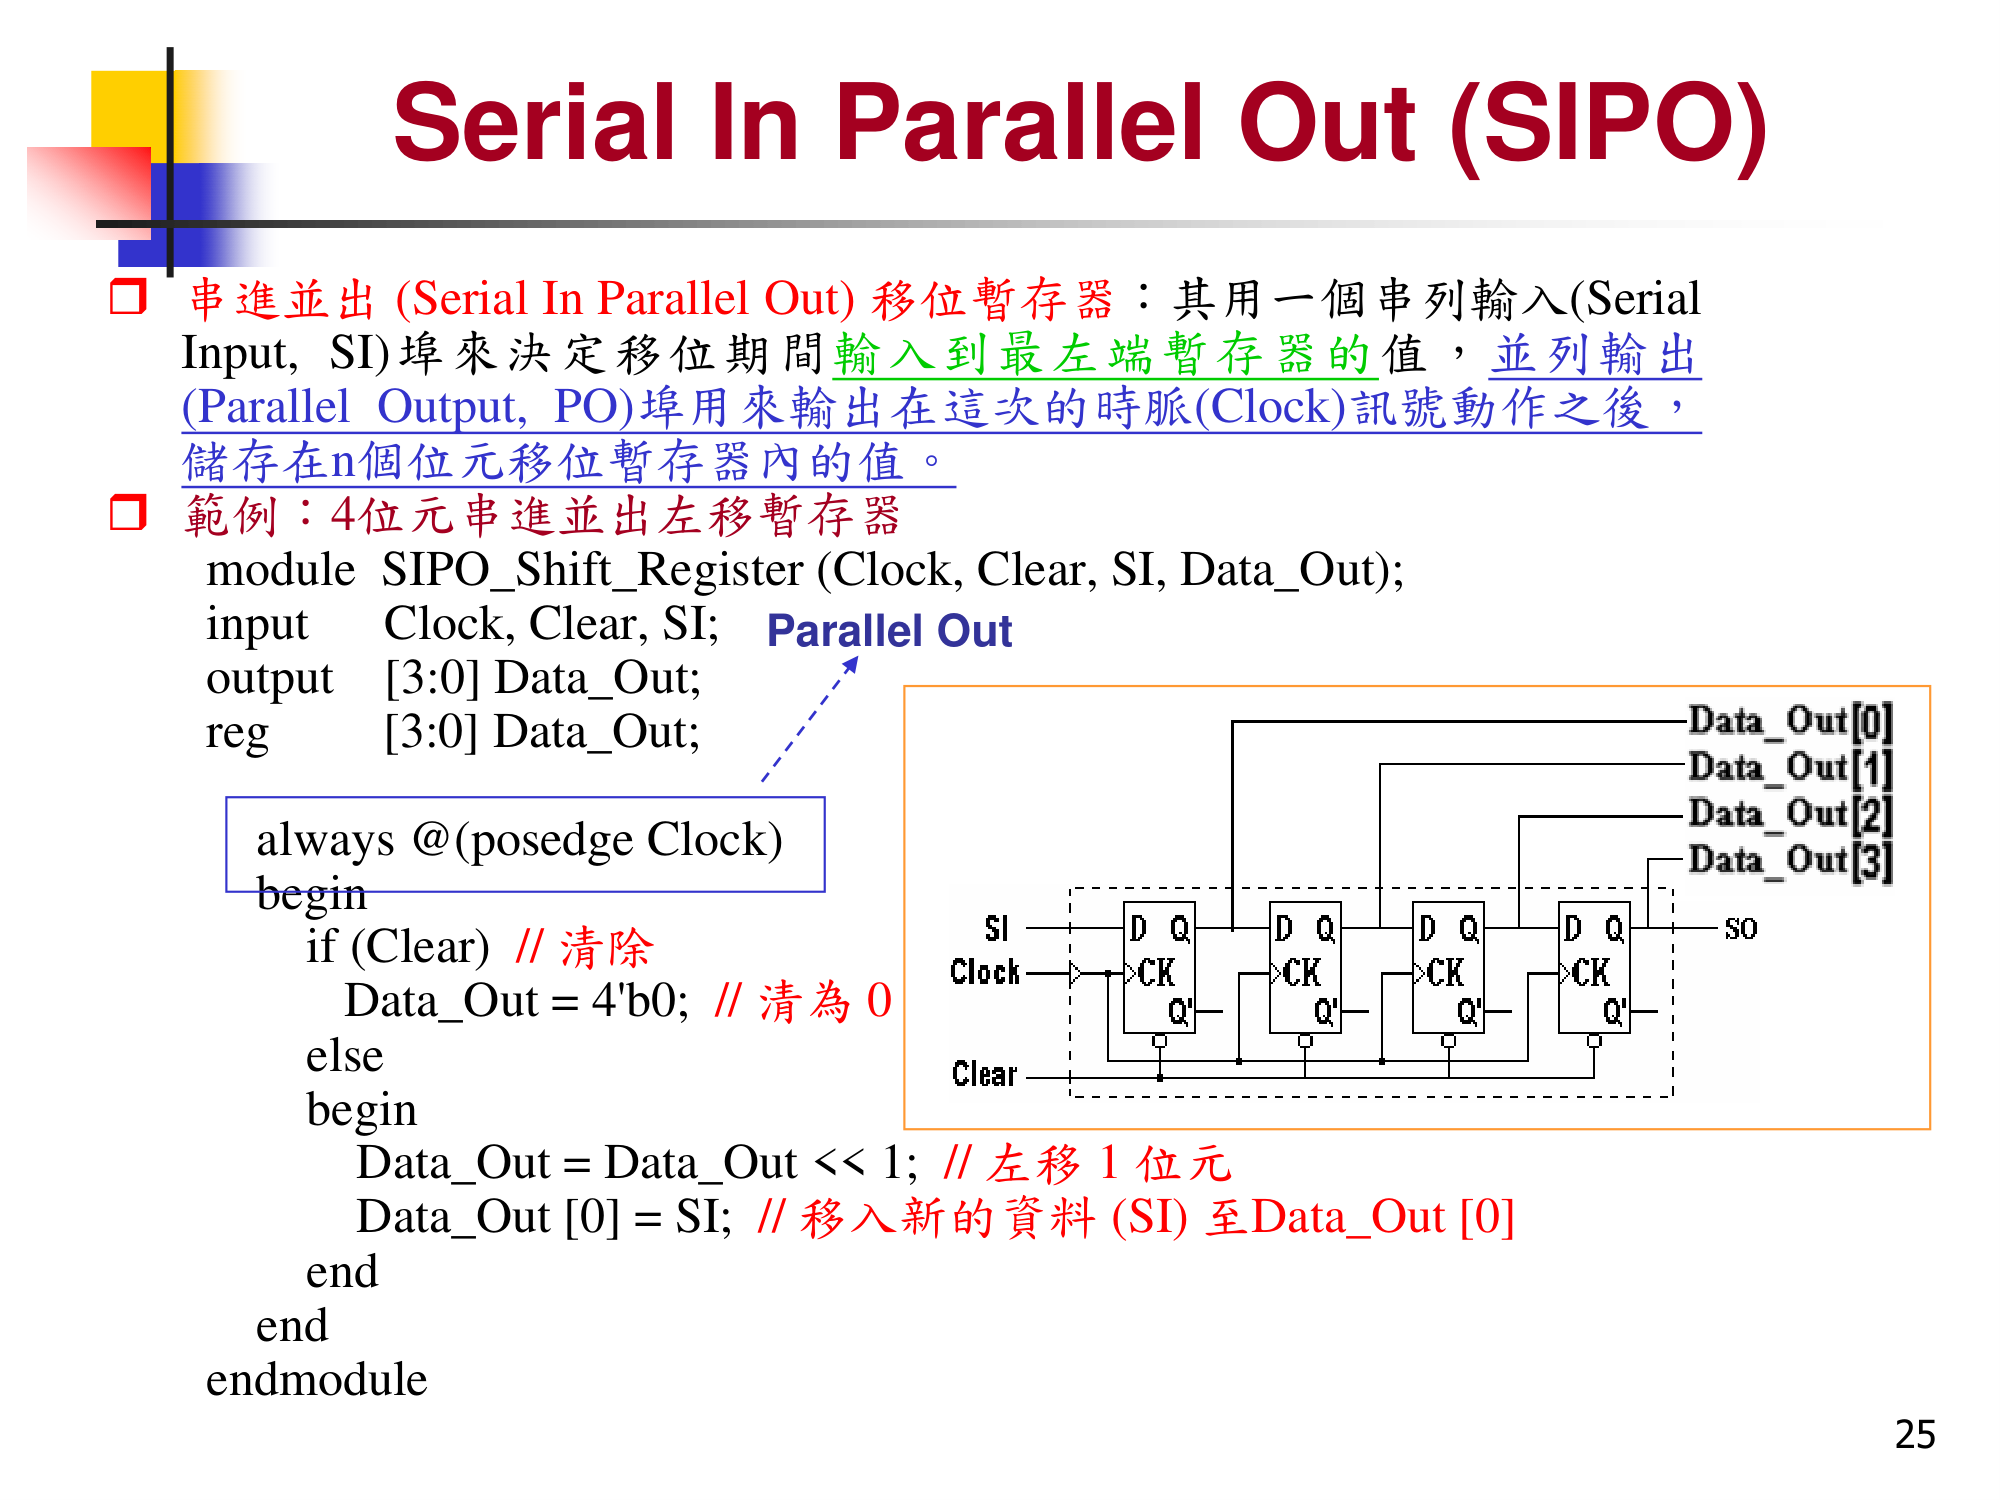 Serial In Parallel Out (SIPO)
串進並出 (Serial In Parallel Out) 移位暫存器：其用一個串列輸入(Serial
Input, SI)埠來決定移位期間輸入到最左端暫存器的值，並列輸出
(Parallel Output, PO)埠用來輸出在這次的時脈(Clock)訊號動作之後，
儲存在n個位元移位暫存器內的值。
範例：4位元串進並出左移暫存器
module SIPO_Shift_Register (Clock, Clear, SI, Data_Out);
input Clock, Clear, SI;
Parallel Out
output [3:0] Data_Out;
reg [3:0] Data_Out;
always @(posedge Clock)
begin
if (Clear) // 清除
Data_Out = 4'b0; // 清為 0
else
begin
Data_Out = Data_Out << 1; // 左移 1 位元
Data_Out [0] = SI; // 移入新的資料 (SI) 至Data_Out [0]
end
end
endmodule
Data_Out[0]
Data_Out[1]
Data_Out[2]
Data_Out[3]
SI D Q D Q D Q D Q SO
Clock CK CK CK CK
Q' Q' Q' Q'
Clear
25